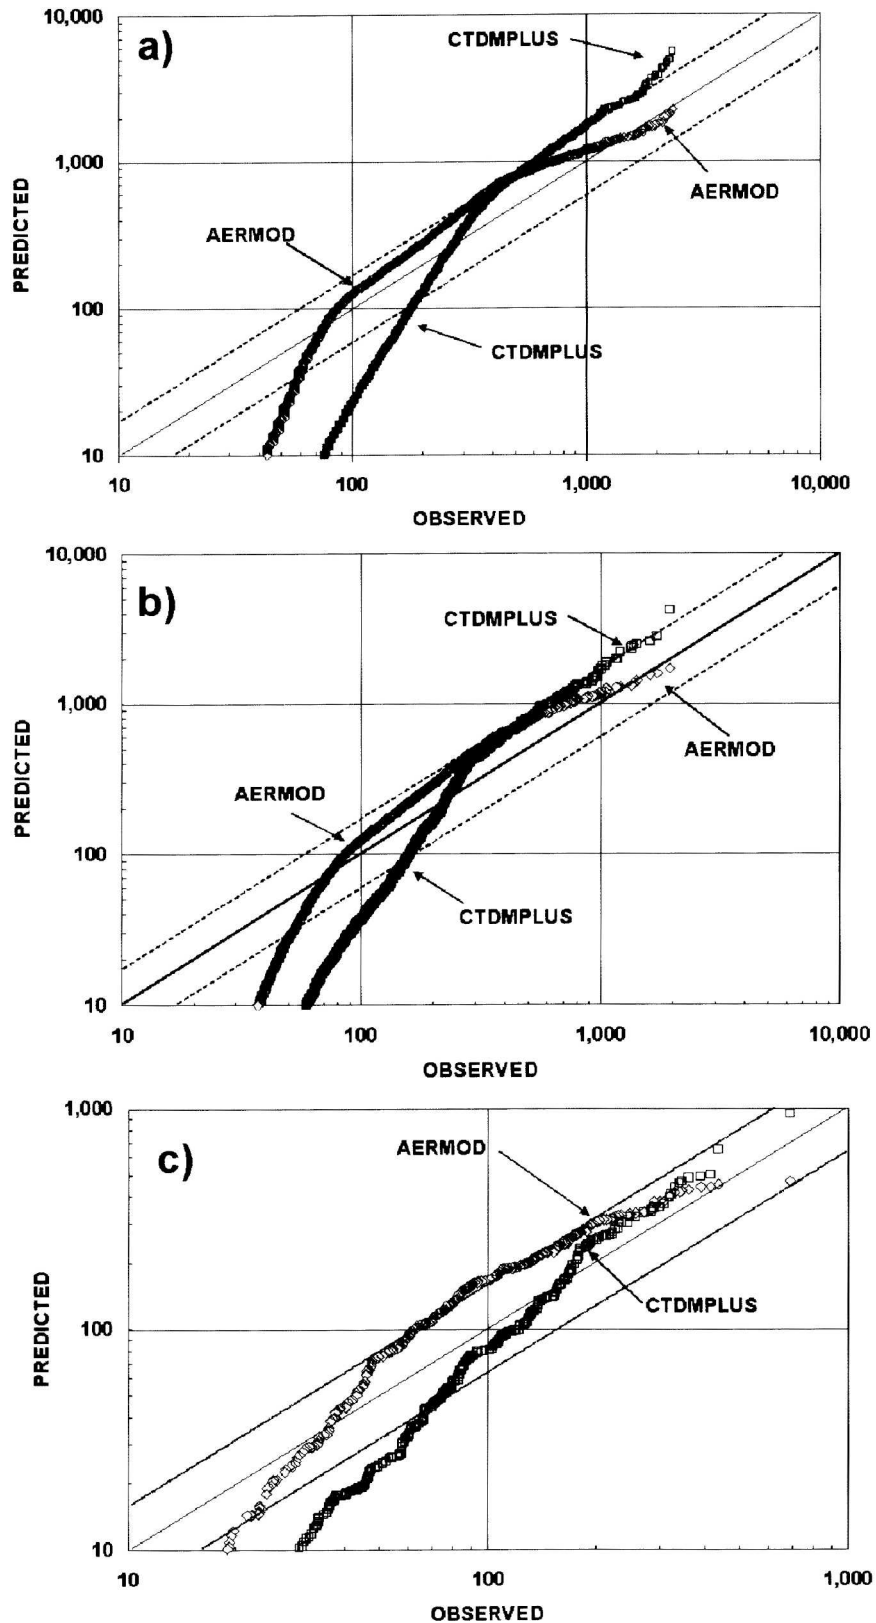 10,000
a)
CTDMPLUS
1,000
AERMOD
AERMOD
PREDICTED
100
CTDMPLUS
10
10 100 1,000 10,000
OBSERVED
10,000
b)
CTDMPLUS
1,000
AERMOD
AERMOD
PREDICTED
100
CTDMPLUS
10
10 100 1,000 10,000
OBSERVED
1,000
c)
AERMOD
CTDMPLUS
PREDICTED
100
10
10 100 1,000
OBSERVED